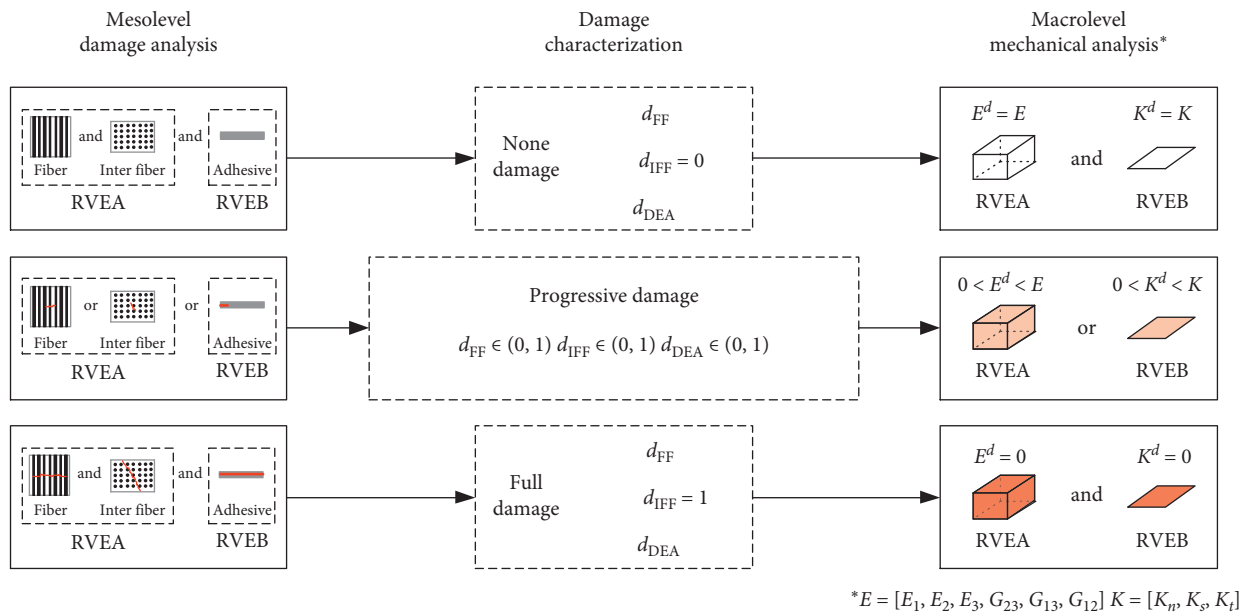 Mesolevel
damage analysis
Damage
characterization
Macrolevel
mechanical analysis*
and
and
Fiber
Inter fiber
Adhesive
RVEA
RVEB
None
damage
d_FF
d_IFF = 0
d_DEA
E^d = E
K^d = K
and
RVEA
RVEB
or
or
Fiber
Inter fiber
Adhesive
RVEA
RVEB
Progressive damage
d_FF ∈ (0, 1) d_IFF ∈ (0, 1) d_DEA ∈ (0, 1)
0 < E^d < E
0 < K^d < K
or
RVEA
RVEB
and
and
Fiber
Inter fiber
Adhesive
RVEA
RVEB
Full
damage
d_FF
d_IFF = 1
d_DEA
E^d = 0
K^d = 0
and
RVEA
RVEB
*E = [E_1, E_2, E_3, G_23, G_13, G_12] K = [K_n, K_s, K_t]